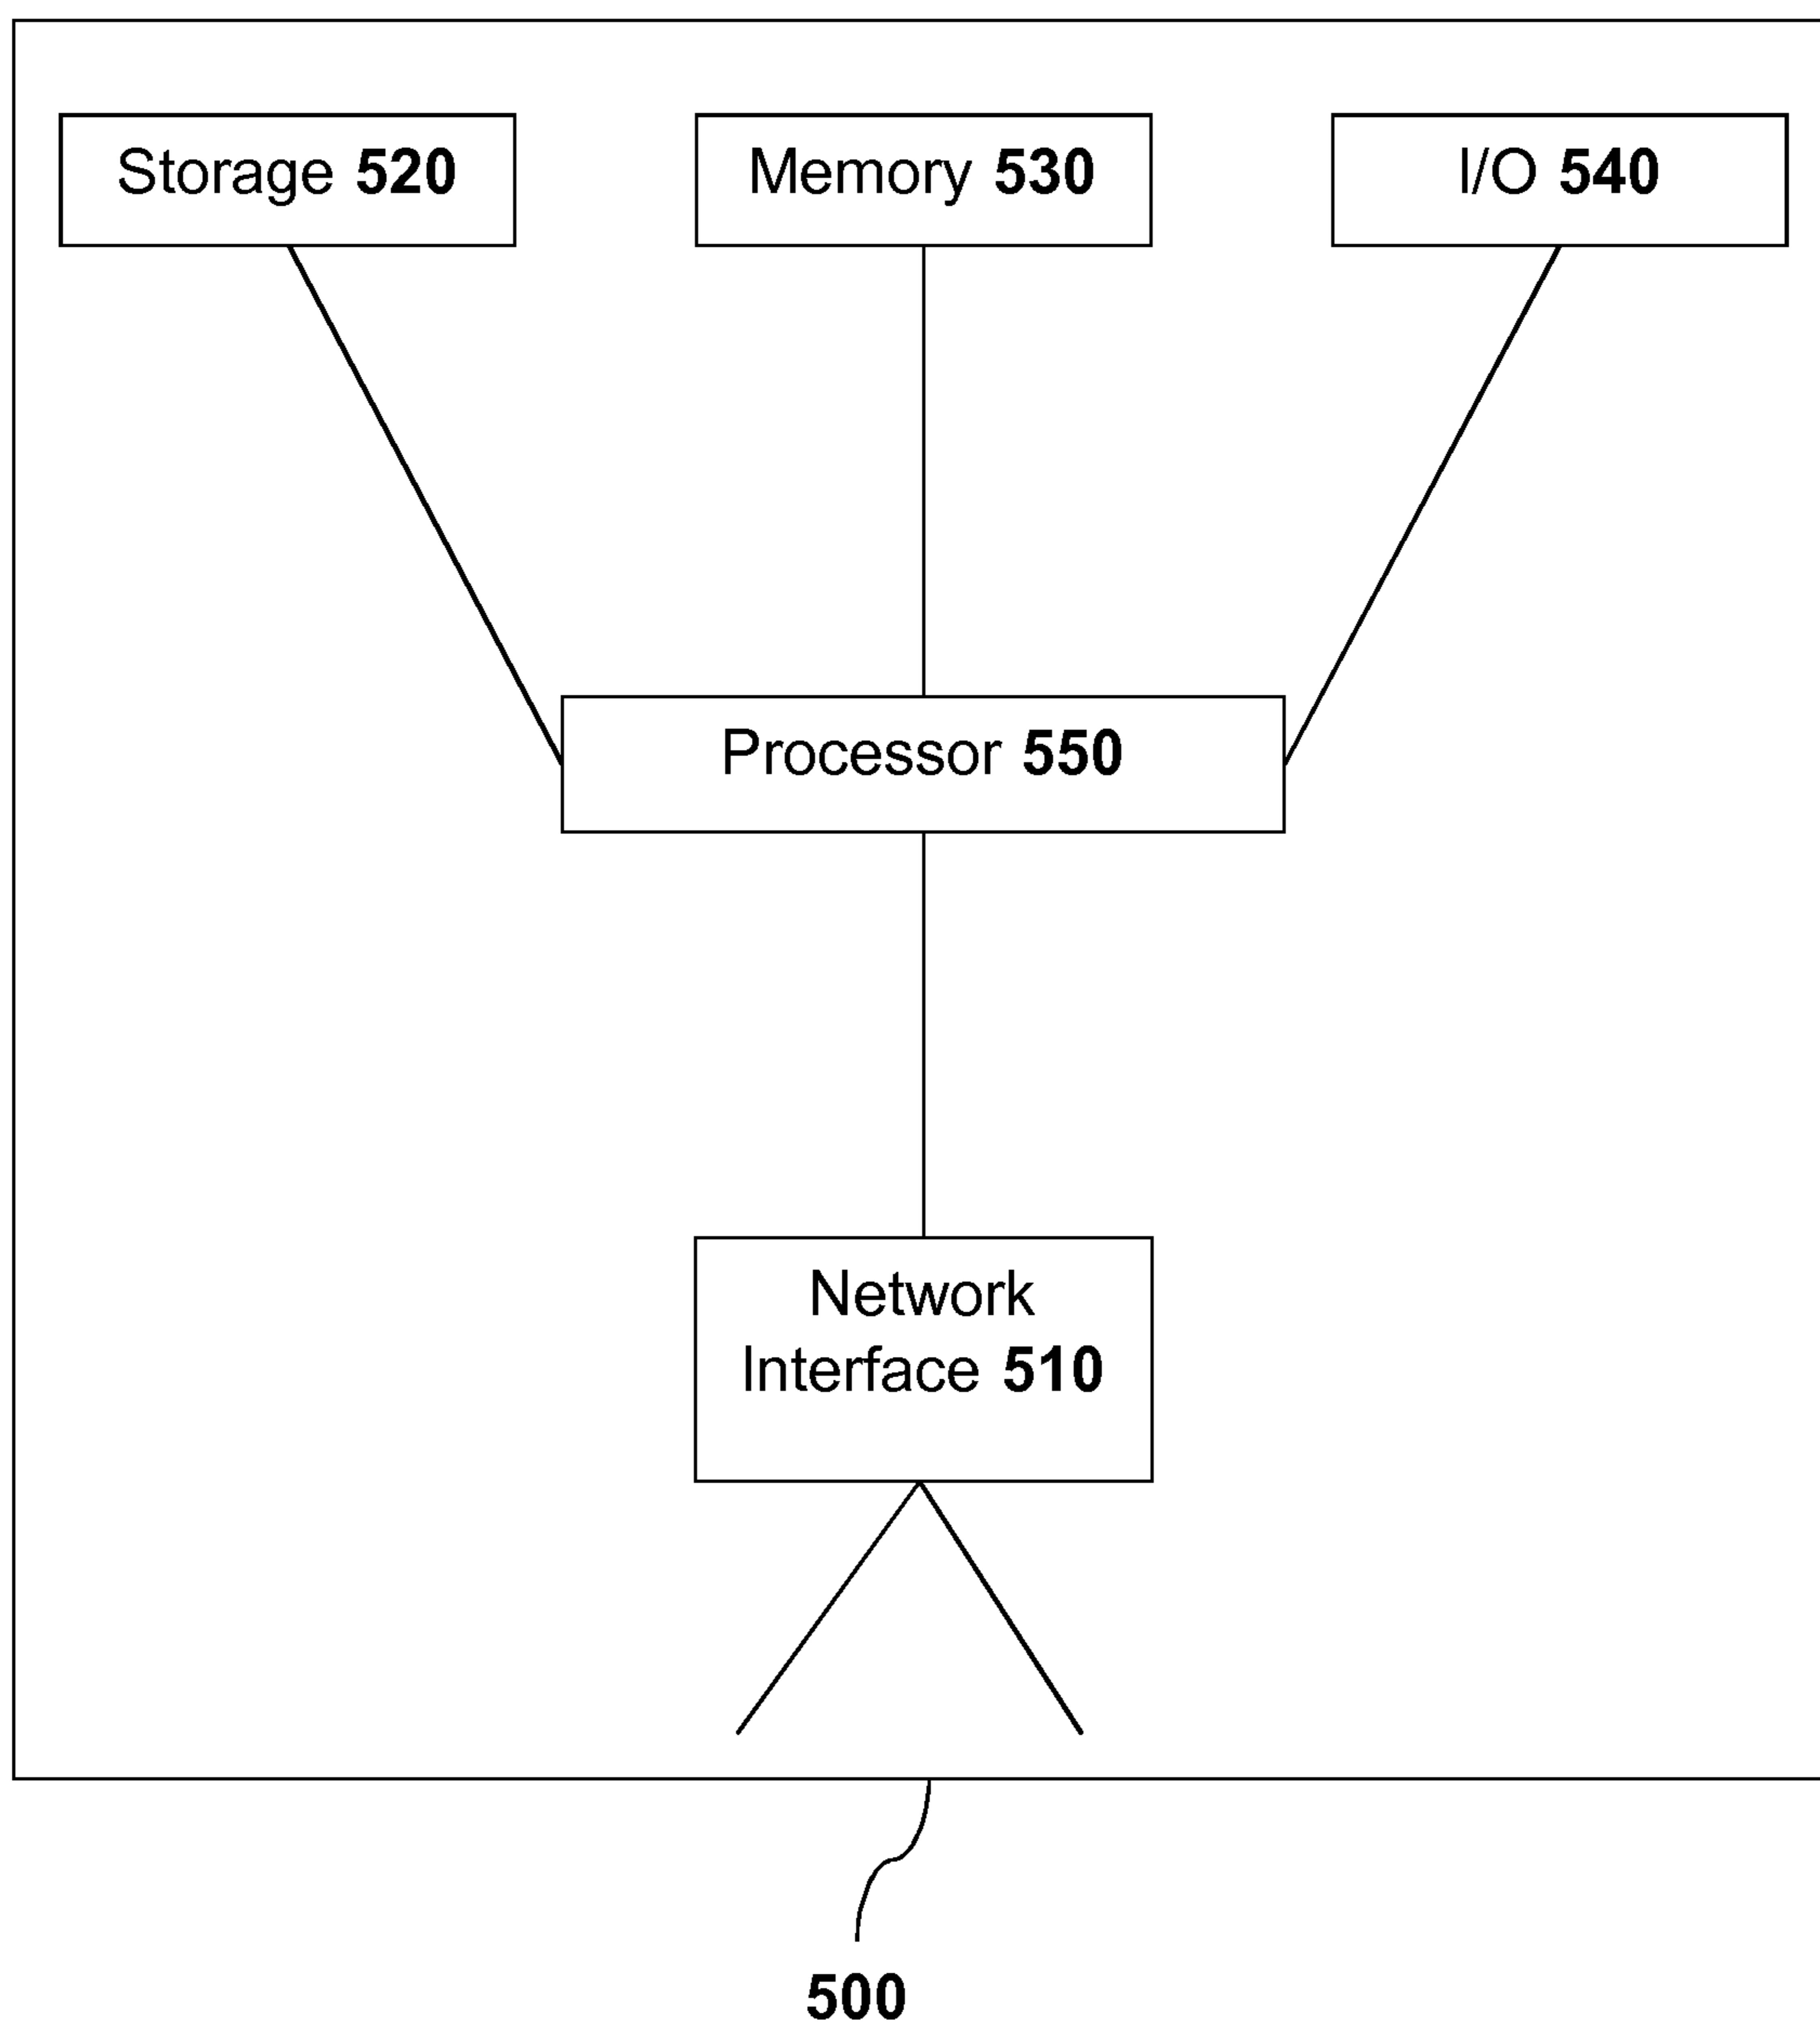 Storage 520
Memory 530
I/O 540
Processor 550
Network
Interface 510
500